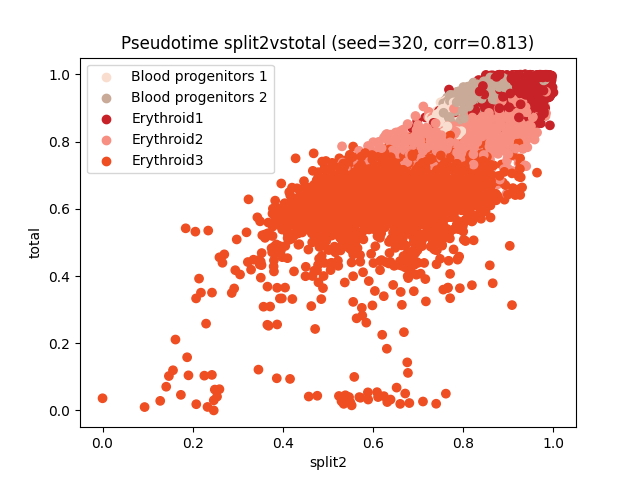 Pseudotime split2vstotal (seed=320, corr=0.813)
Blood progenitors 1
Blood progenitors 2
Erythroid1
Erythroid2
Erythroid3
1.0
0.8
0.6
0.4
0.2
0.0
total
0.0 0.2 0.4 0.6 0.8 1.0
split2